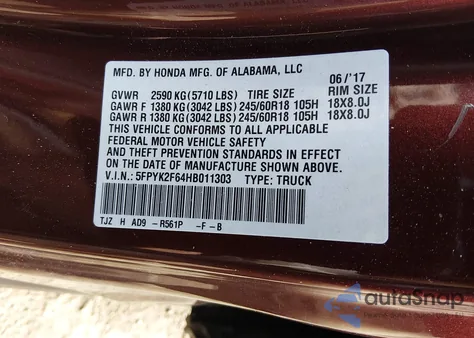 MFD. BY HONDA MFG. OF ALABAMA, LLC 06/'17
GVWR 2590 KG(5710 LBS) TIRE SIZE RIM SIZE
GAWR F 1380 KG(3042 LBS) 245/60R18 105H 18X8.0J
GAWR R 1380 KG(3042 LBS) 245/60R18 105H 18X8.0J
THIS VEHICLE CONFORMS TO ALL APPLICABLE
FEDERAL MOTOR VEHICLE SAFETY
AND THEFT PREVENTION STANDARDS IN EFFECT
ON THE DATE OF MANUFACTURE SHOWN ABOVE.
V.I.N.: 5FPYK2F64HB011303 TYPE: TRUCK
TJZ H AD9 - R561P -F-B
autoSnap